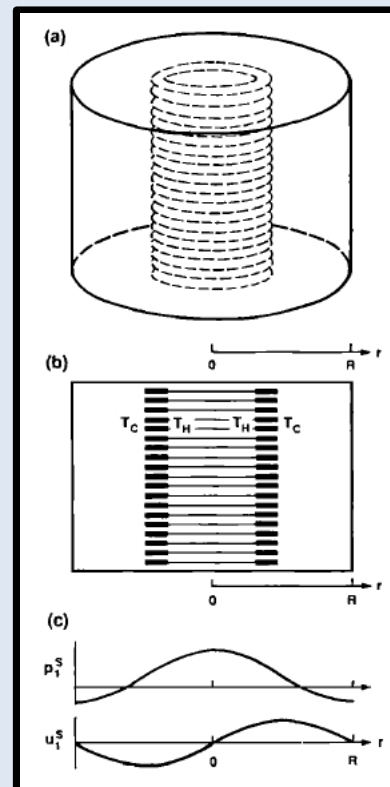 (a)
0 R r
(b)
T_C T_H T_H T_C
0 R r
(c)
p_1^S
r
u_1^S
0 R r